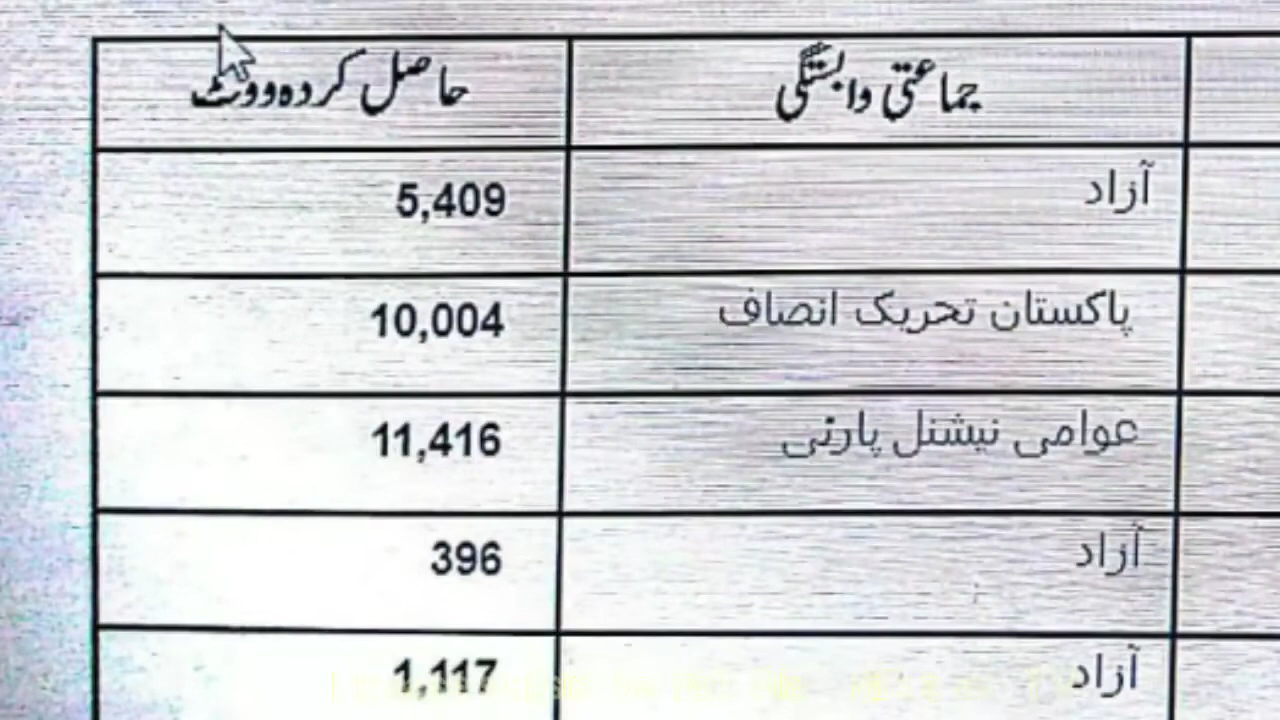 جماعتی وابستگی حاصل کردہ ووٹ
آزاد 5,409
پاکستان تحریک انصاف 10,004
عوامی نیشنل پارٹی 11,416
آزاد 396
آزاد 1,117